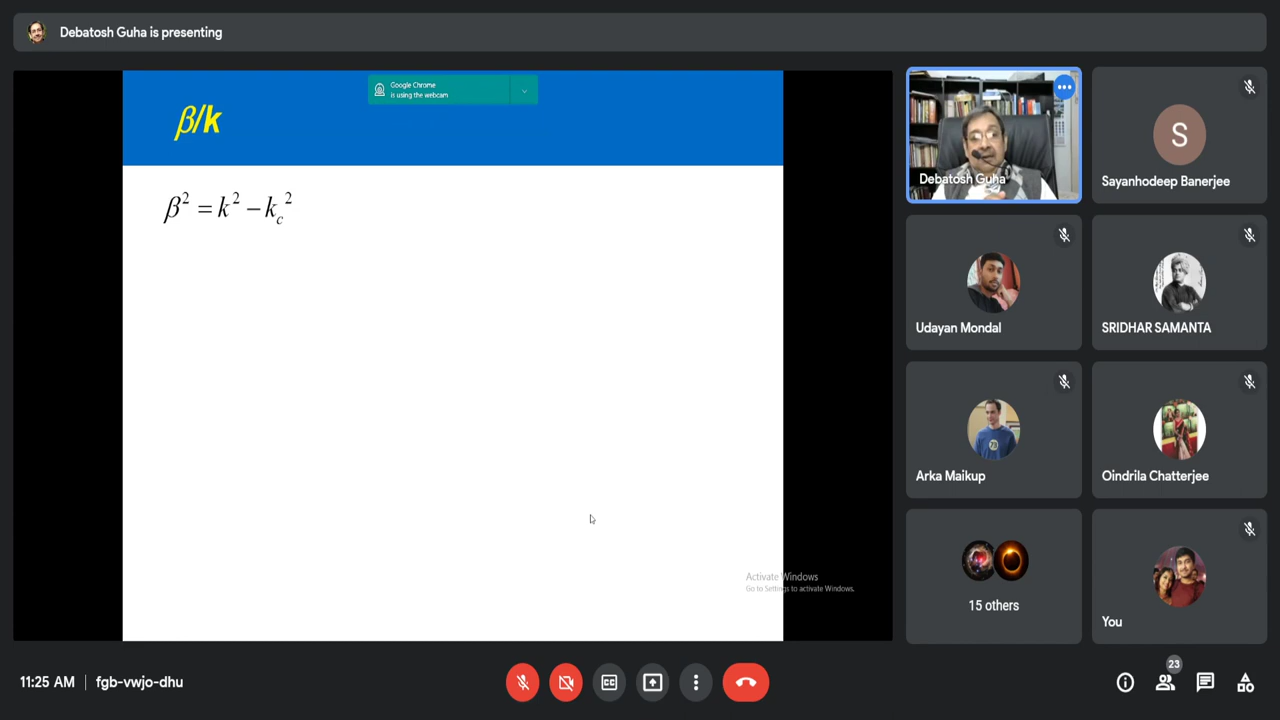 Debatosh Guha is presenting
Google Chrome
is using the webcam
β/k
β² = k² − k_c²
Activate Windows
Go to Settings to activate Windows.
Debatosh Guha
S
Sayanhodeep Banerjee
Udayan Mondal
SRIDHAR SAMANTA
Arka Maikup
Oindrila Chatterjee
15 others
You
11:25 AM | fgb-vwjo-dhu
CC
23